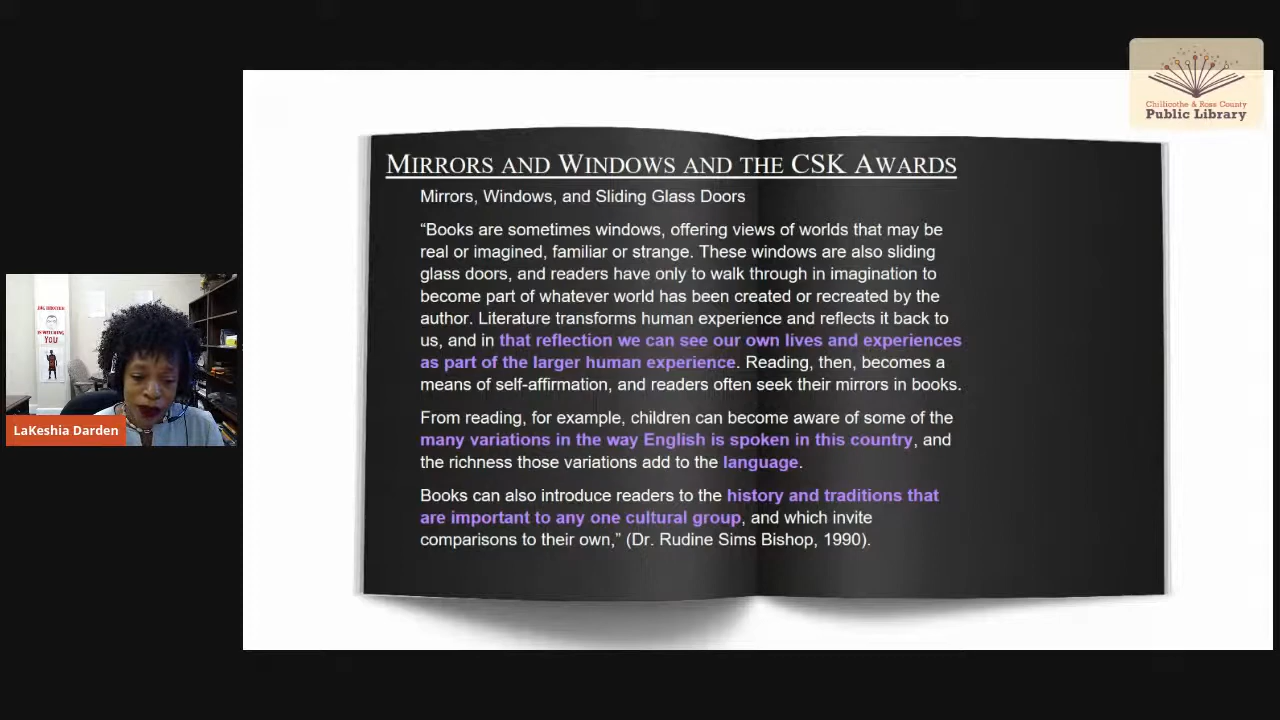 Chillicothe & Ross County
Public Library
MIRRORS AND WINDOWS AND THE CSK AWARDS
Mirrors, Windows, and Sliding Glass Doors
“Books are sometimes windows, offering views of worlds that may be
real or imagined, familiar or strange. These windows are also sliding
glass doors, and readers have only to walk through in imagination to
become part of whatever world has been created or recreated by the
author. Literature transforms human experience and reflects it back to
us, and in that reflection we can see our own lives and experiences
as part of the larger human experience. Reading, then, becomes a
means of self-affirmation, and readers often seek their mirrors in books.
From reading, for example, children can become aware of some of the
many variations in the way English is spoken in this country, and
the richness those variations add to the language.
Books can also introduce readers to the history and traditions that
are important to any one cultural group, and which invite
comparisons to their own,” (Dr. Rudine Sims Bishop, 1990).
BIG BROTHER
IS WATCHING
YOU
LaKeshia Darden